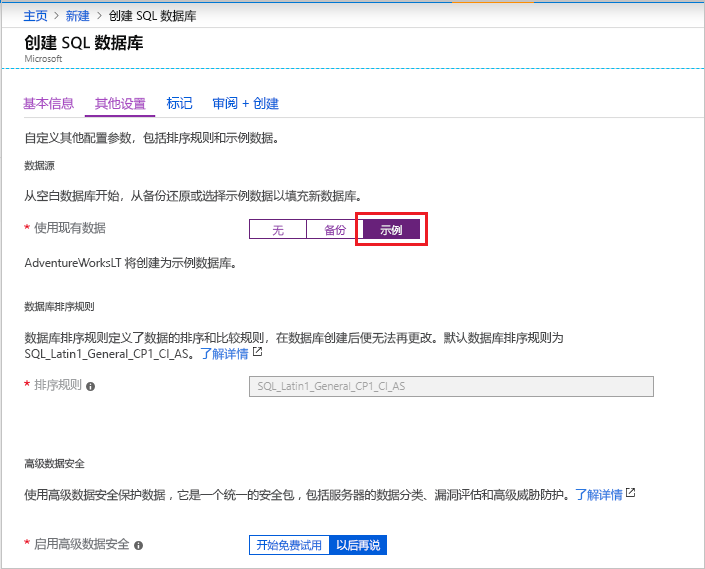 主页 > 新建 > 创建 SQL 数据库
创建 SQL 数据库
Microsoft
基本信息 其他设置 标记 审阅 + 创建
自定义其他配置参数，包括排序规则和示例数据。
数据源
从空白数据库开始，从备份还原或选择示例数据以填充新数据库。
* 使用现有数据 无 备份 示例
AdventureWorksLT 将创建为示例数据库。
数据库排序规则
数据库排序规则定义了数据的排序和比较规则，在数据库创建后便无法再更改。默认数据库排序规则为
SQL_Latin1_General_CP1_CI_AS。了解详情
* 排序规则 SQL_Latin1_General_CP1_CI_AS
高级数据安全
使用高级数据安全保护数据，它是一个统一的安全包，包括服务器的数据分类、漏洞评估和高级威胁防护。了解详情
* 启用高级数据安全 开始免费试用 以后再说